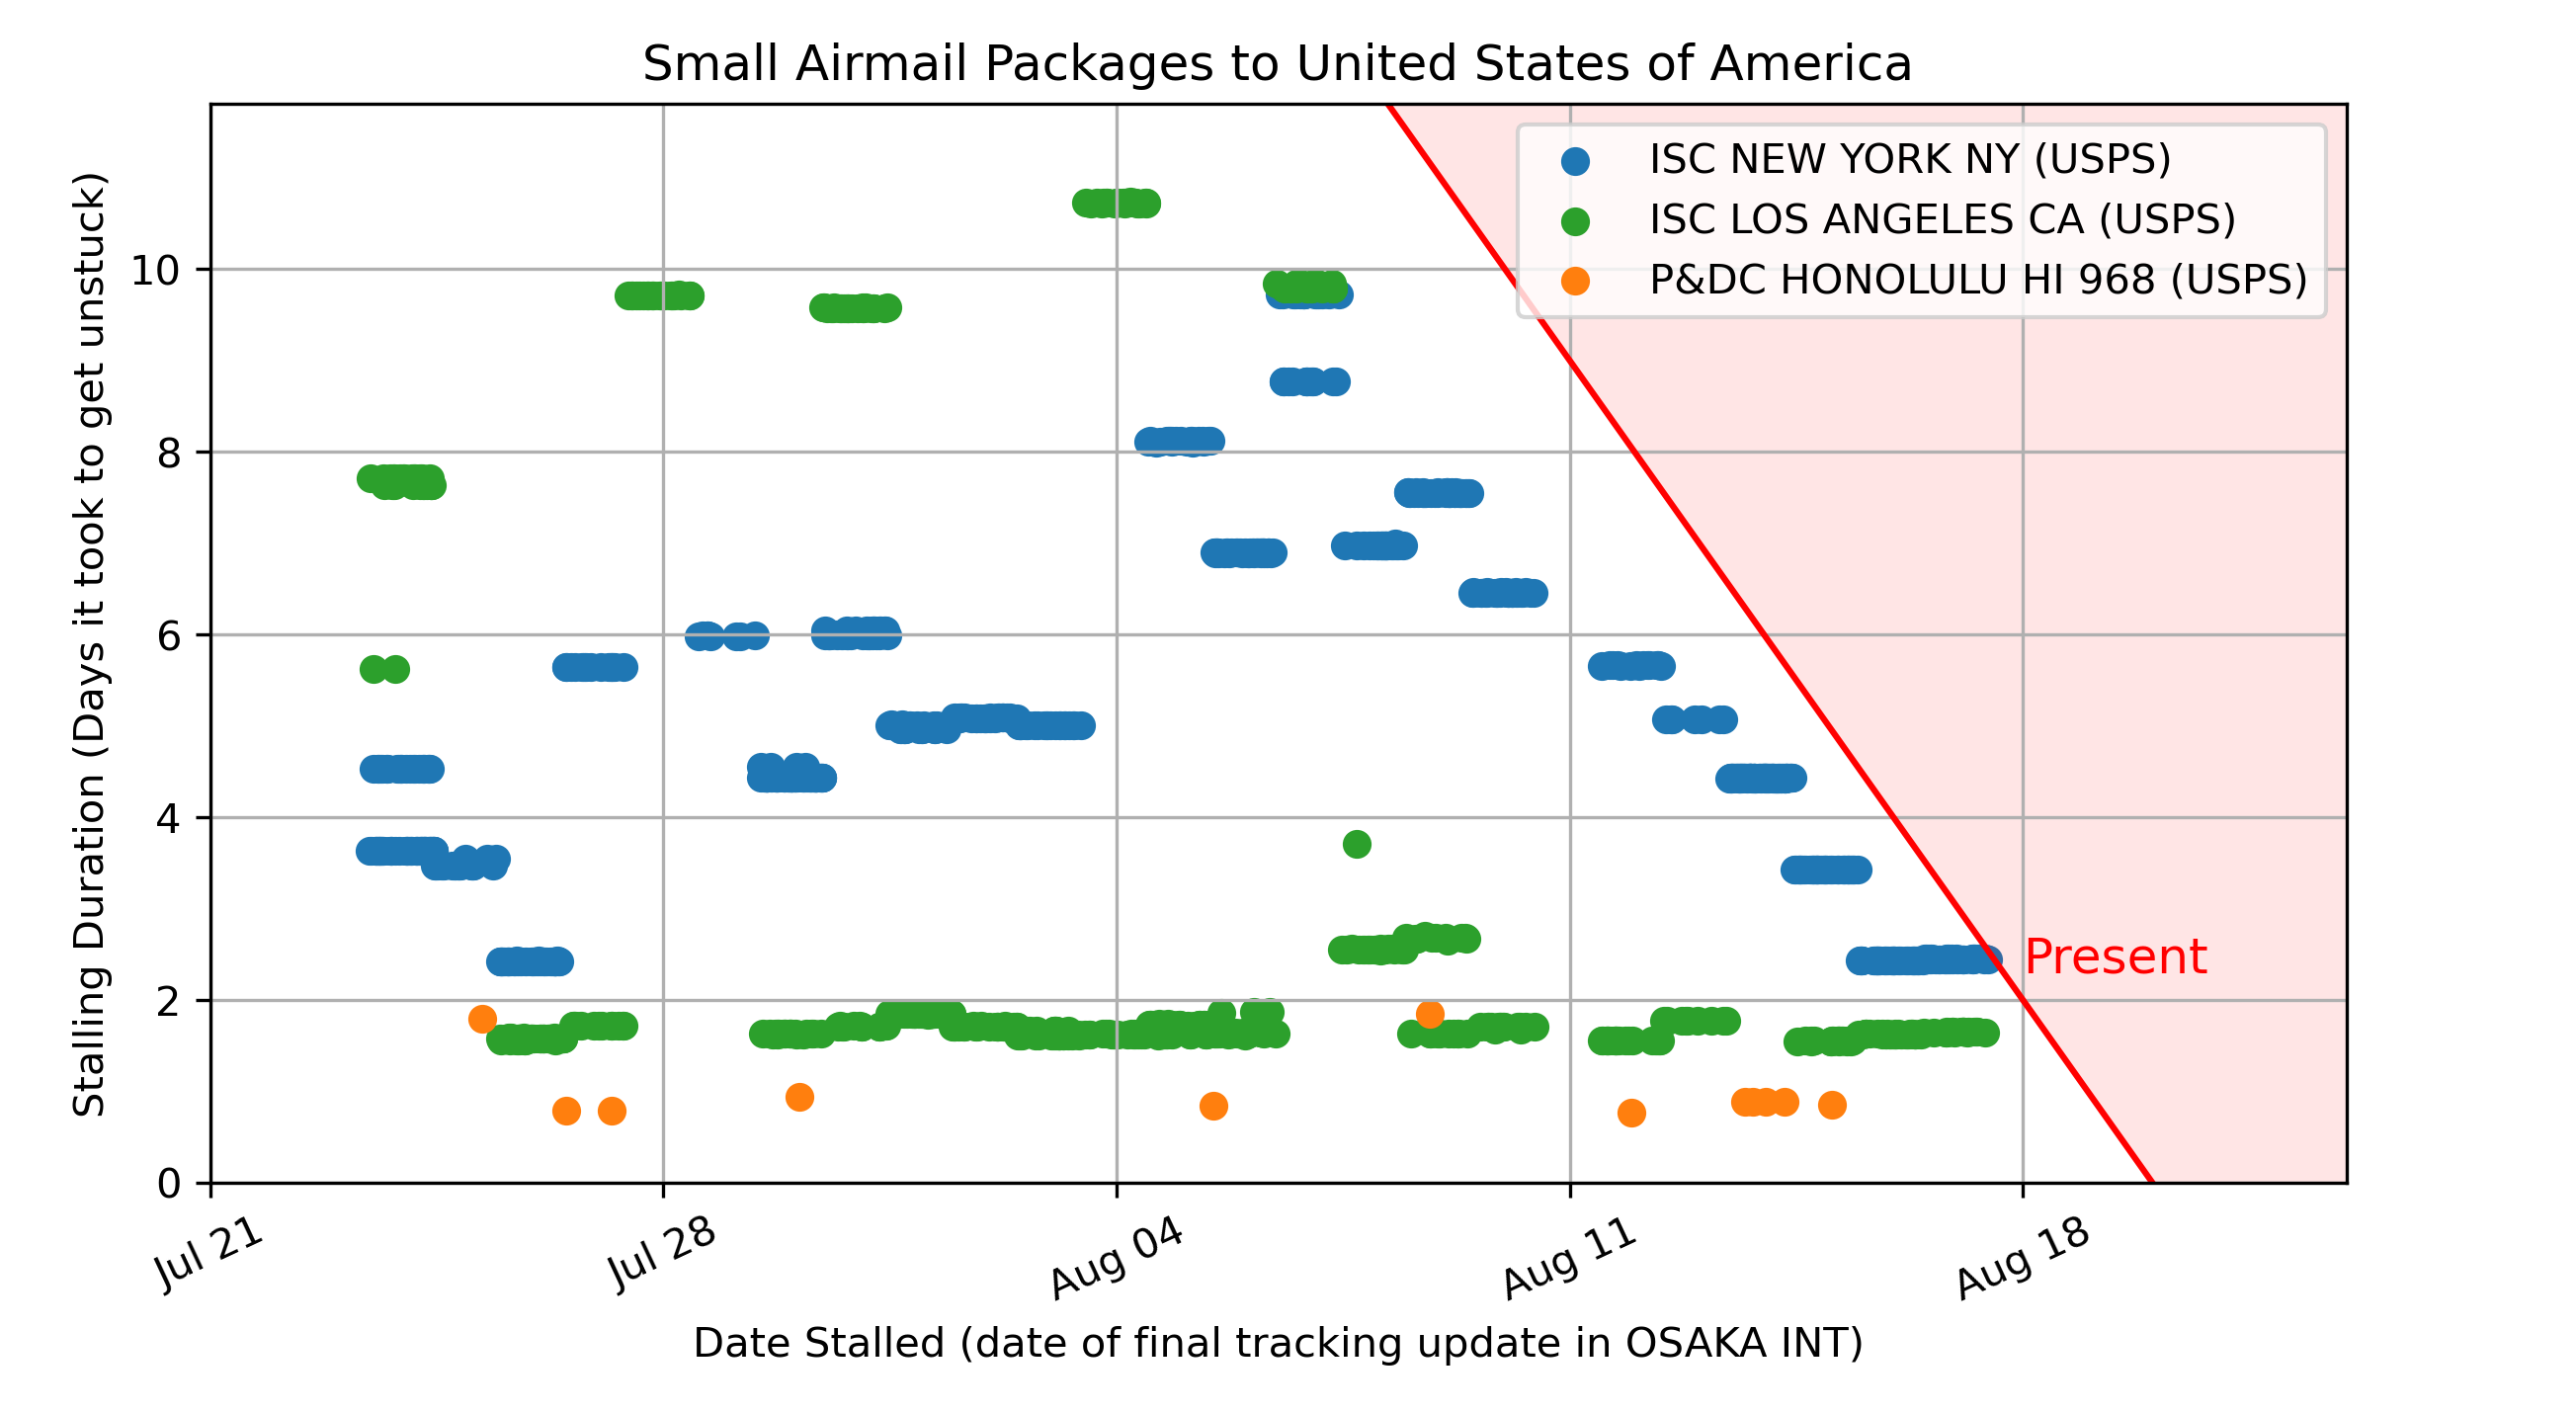 Small Airmail Packages to United States of America
ISC NEW YORK NY (USPS)
ISC LOS ANGELES CA (USPS)
P&DC HONOLULU HI 968 (USPS)
Stalling Duration (Days it took to get unstuck)
10
8
6
4
2
0
Present
Jul 21
Jul 28
Aug 04
Aug 11
Aug 18
Date Stalled (date of final tracking update in OSAKA INT)